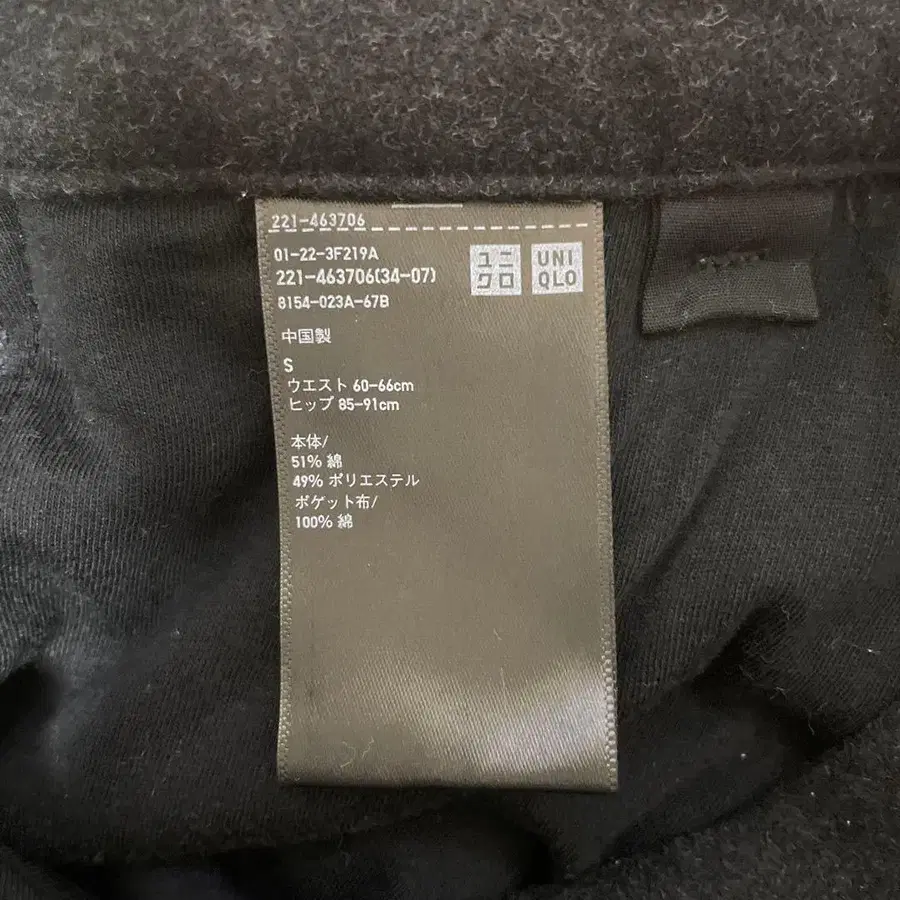 221-463706
01-22-3F219A
221-463706(34-07)
8154-023A-67B
ユニ
クロ
UNI
QLO
中国製
S
ウエスト 60-66cm
ヒップ 85-91cm
本体/
51% 綿
49% ポリエステル
ポケット布/
100% 綿